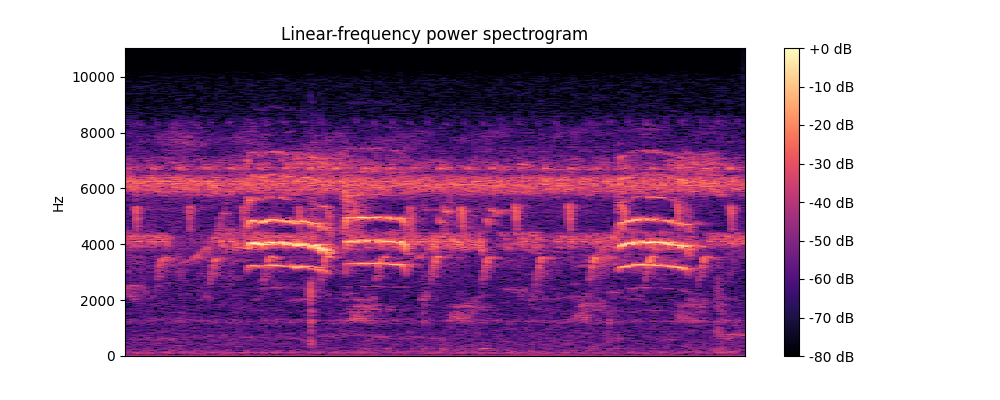 Linear-frequency power spectrogram
Hz
10000
8000
6000
4000
2000
0
+0 dB
-10 dB
-20 dB
-30 dB
-40 dB
-50 dB
-60 dB
-70 dB
-80 dB